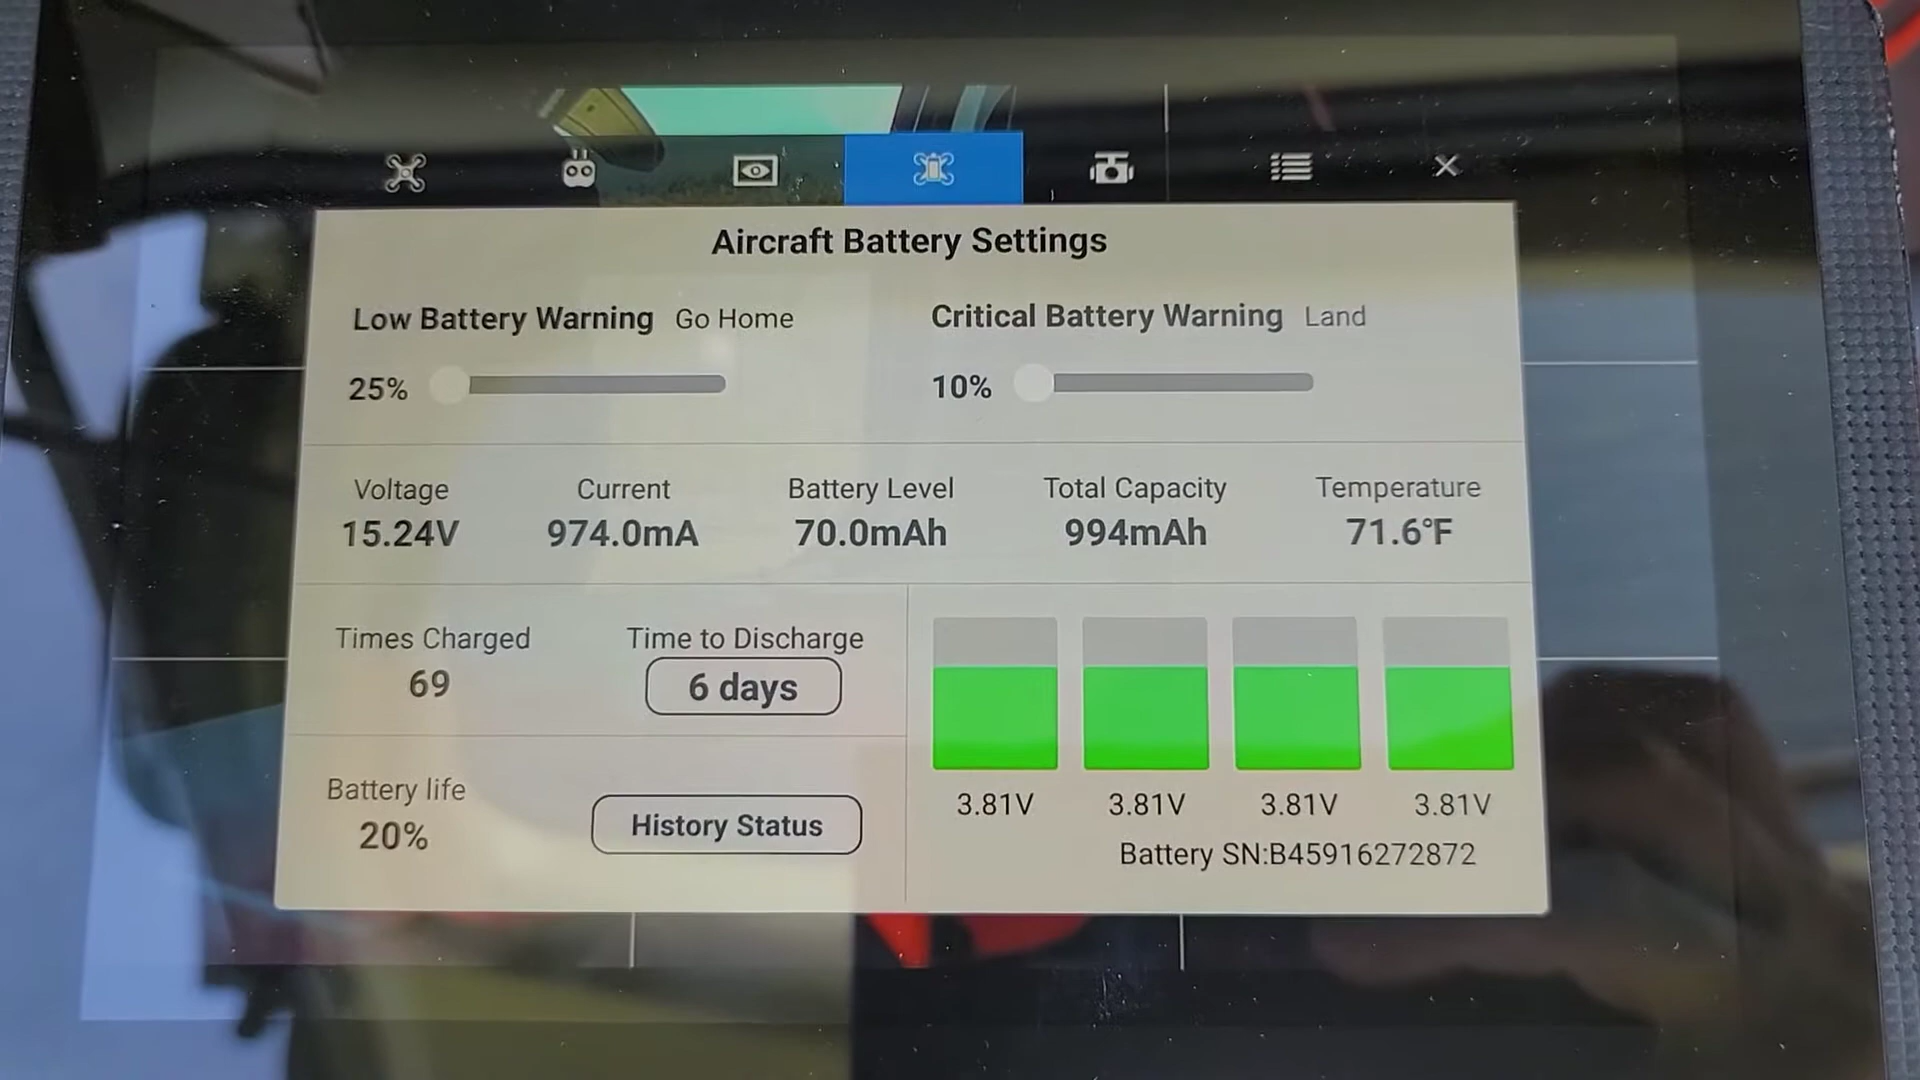 Aircraft Battery Settings
Low Battery Warning Go Home
Critical Battery Warning Land
25%
10%
Voltage Current Battery Level Total Capacity Temperature
15.24V 974.0mA 70.0mAh 994mAh 71.6°F
Times Charged
69
Time to Discharge
6 days
Battery life
20%
History Status
3.81V 3.81V 3.81V 3.81V
Battery SN:B45916272872